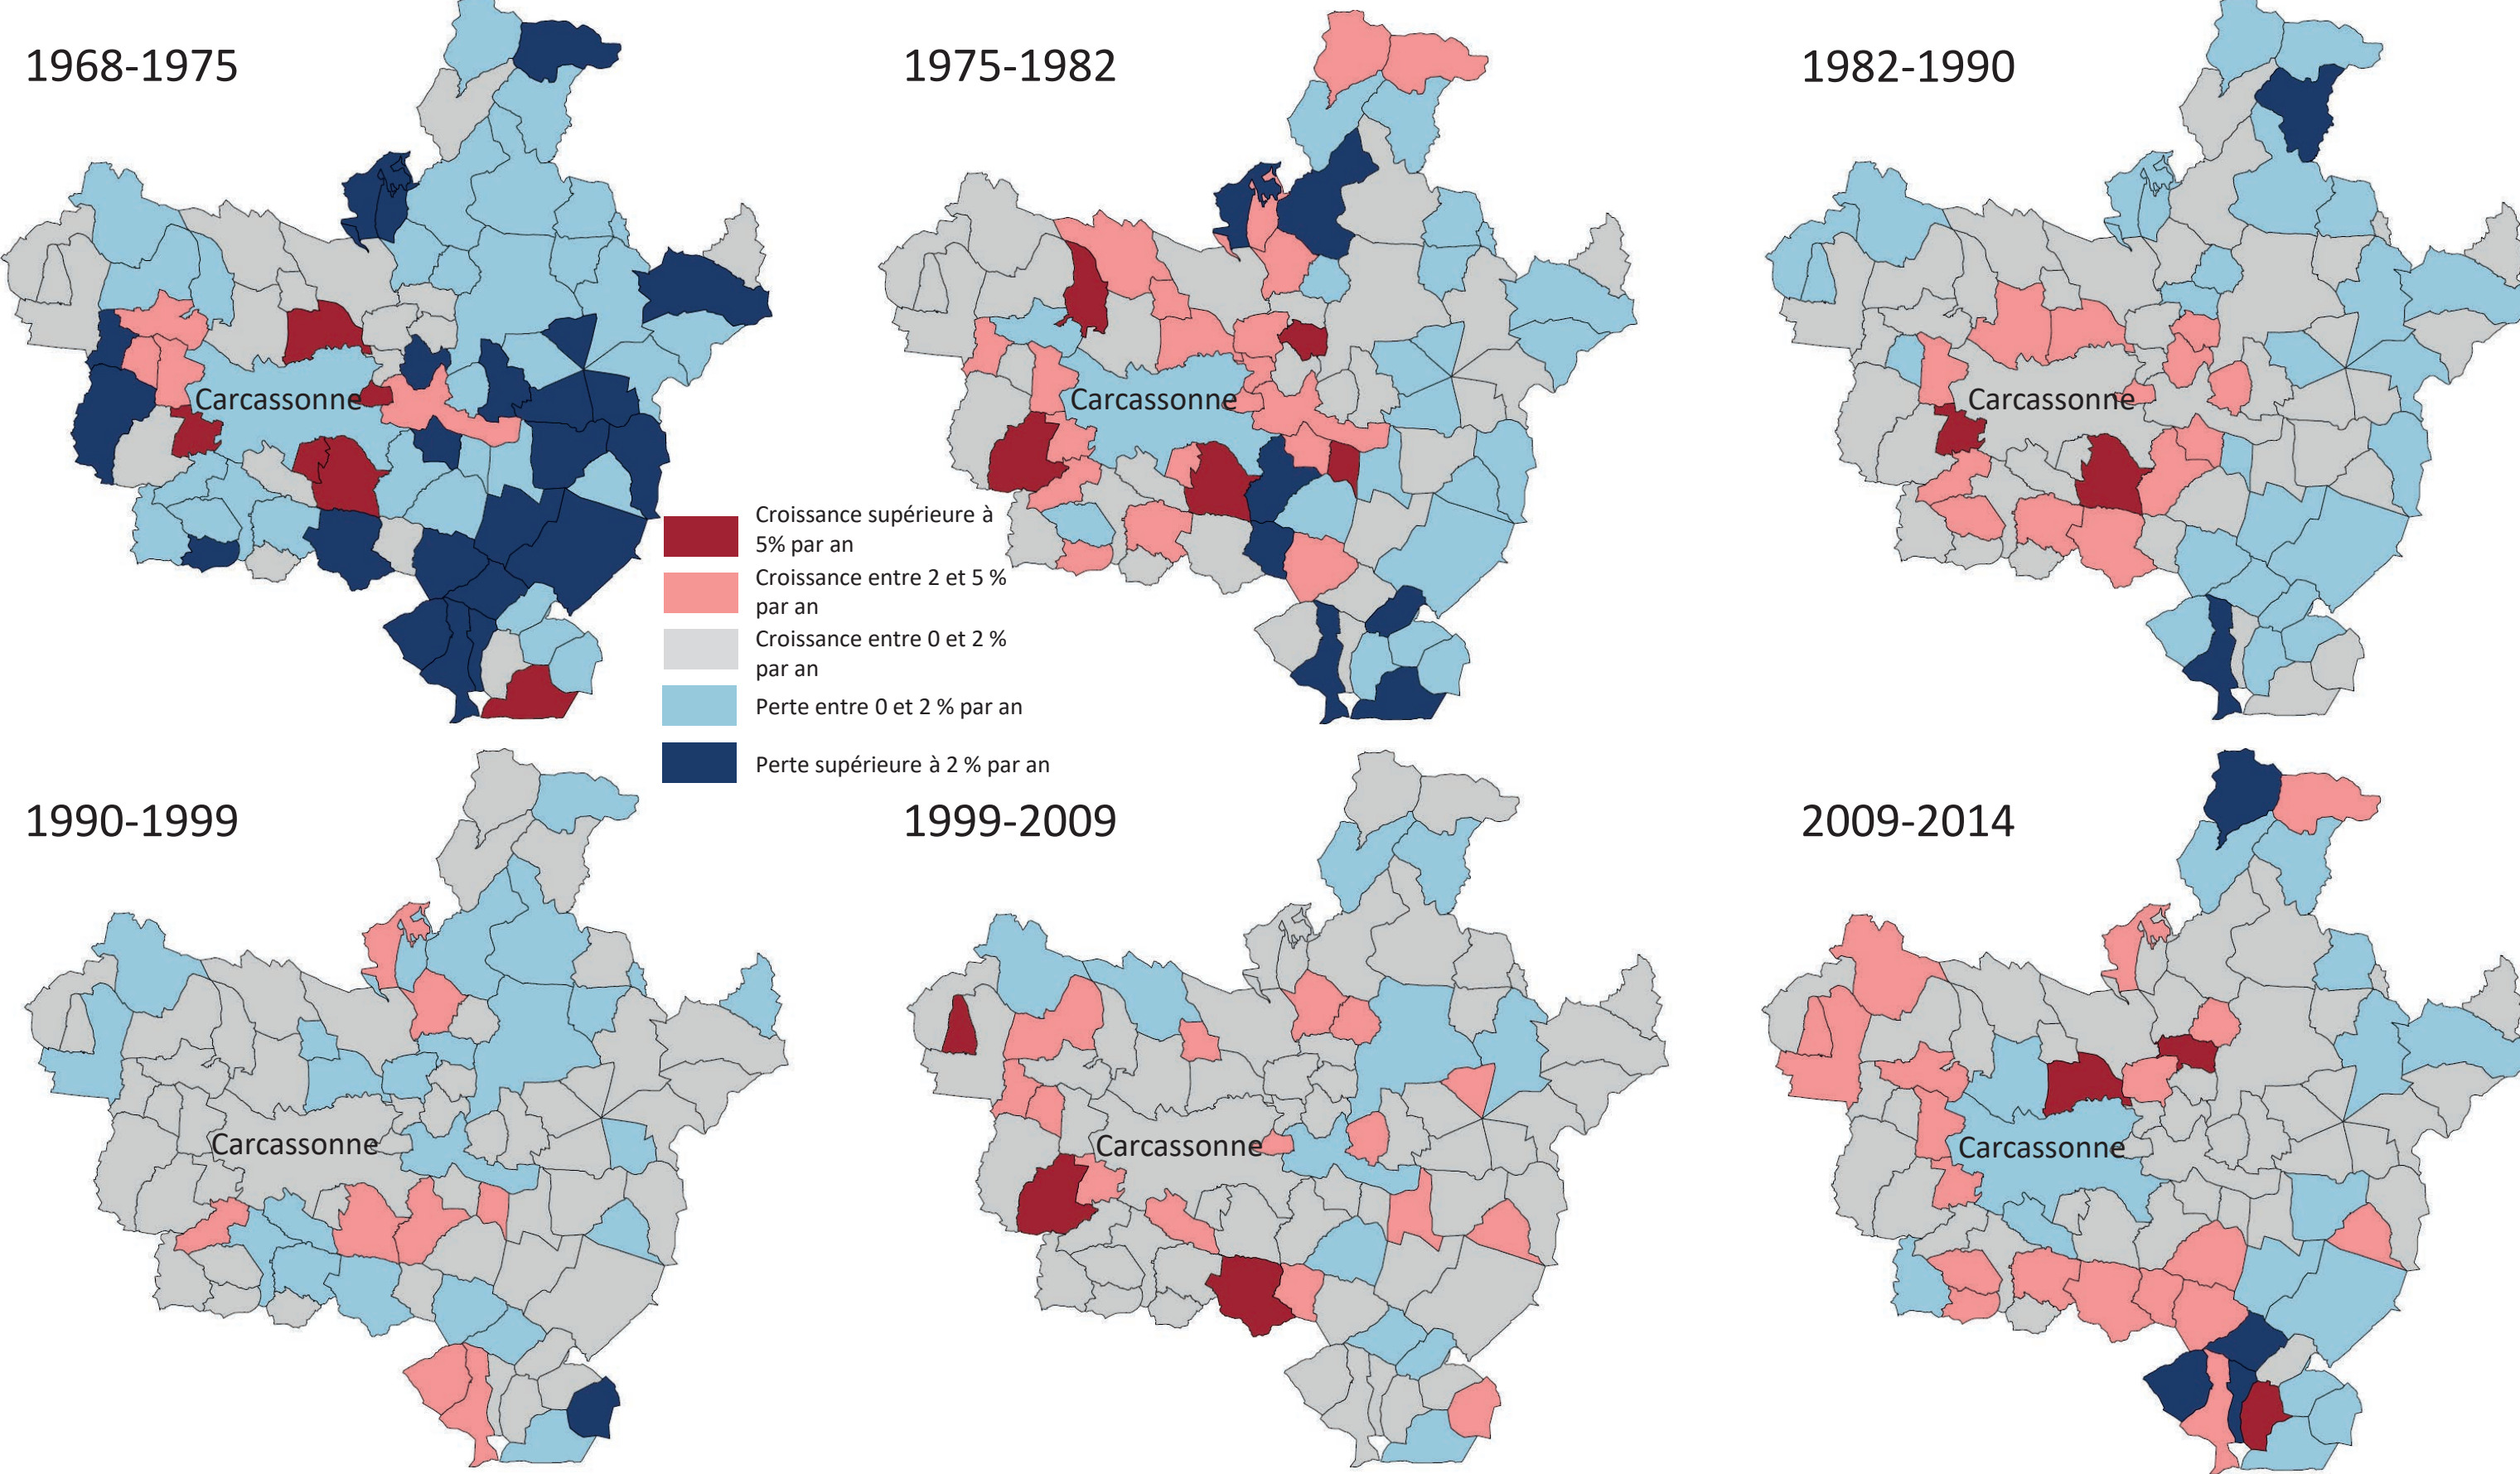 1968-1975
1975-1982
1982-1990
Carcassonne
Carcassonne
Carcassonne
Croissance supérieure à
5% par an
Croissance entre 2 et 5 %
par an
Croissance entre 0 et 2 %
par an
Perte entre 0 et 2 % par an
Perte supérieure à 2 % par an
1990-1999
1999-2009
2009-2014
Carcassonne
Carcassonne
Carcassonne